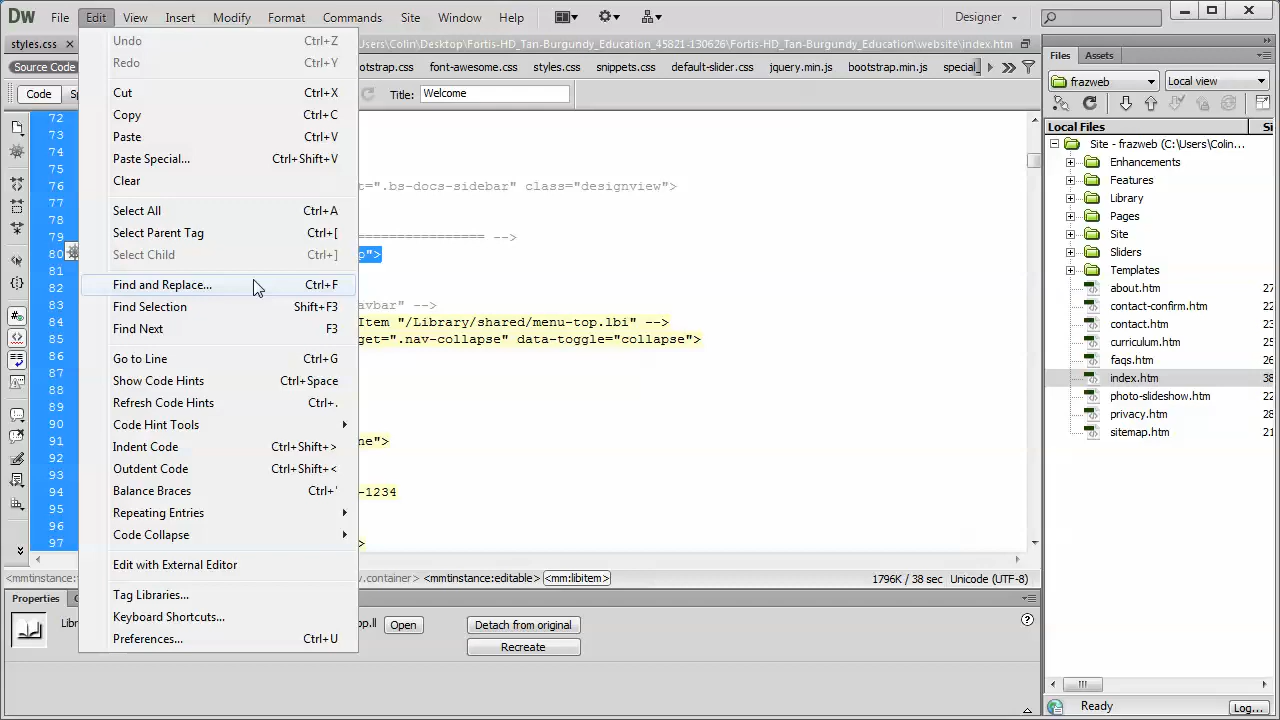 Dw File Edit View Insert Modify Format Commands Site Window Help Designer
styles.css × Users\Colin\Desktop\Fortis-HD_Tan-Burgundy_Education_45821-130626\Fortis-HD_Tan-Burgundy_Education\website\index.htm
Source Code otstrap.css font-awesome.css styles.css snippets.css default-slider.css jquery.min.js bootstrap.min.js special
Code Title: Welcome
Undo Ctrl+Z
Redo Ctrl+Y
Cut Ctrl+X
Copy Ctrl+C
Paste Ctrl+V
Paste Special... Ctrl+Shift+V
Clear
Select All Ctrl+A
Select Parent Tag Ctrl+[
Select Child Ctrl+]
Find and Replace... Ctrl+F
Find Selection Shift+F3
Find Next F3
Go to Line Ctrl+G
Show Code Hints Ctrl+Space
Refresh Code Hints Ctrl+.
Code Hint Tools
Indent Code Ctrl+Shift+>
Outdent Code Ctrl+Shift+<
Balance Braces Ctrl+'
Repeating Entries
Code Collapse
Edit with External Editor
Tag Libraries...
Keyboard Shortcuts...
Preferences... Ctrl+U
72
73
74
75
76 t=".bs-docs-sidebar" class="designview">
77
78
79 ================ -->
80 p">
81
82
83 avbar" -->
84 Item "/Library/shared/menu-top.lbi" -->
85 get=".nav-collapse" data-toggle="collapse">
86
87
88
89
90
91 ne">
92
93
94 -1234
95
96
97 >
<mmtinstance v.container> <mmtinstance:editable> <mm:libitem> 1796K / 38 sec Unicode (UTF-8)
Properties
Open Detach from original
Recreate
Files Assets
frazweb Local view
Local Files
Site - frazweb (C:\Users\Colin...
Enhancements
Features
Library
Pages
Site
Sliders
Templates
about.htm 27
contact-confirm.htm 22
contact.htm 24
curriculum.htm 22
faqs.htm 26
index.htm 38
photo-slideshow.htm 22
privacy.htm 28
sitemap.htm 21
Ready Log...